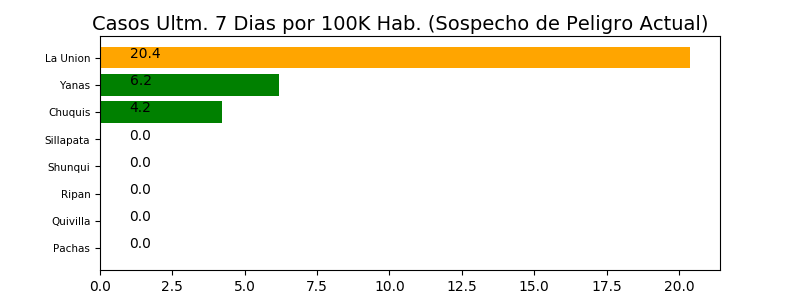 Casos Ultm. 7 Dias por 100K Hab. (Sospecho de Peligro Actual)
La Union 20.4
Yanas 6.2
Chuquis 4.2
Sillapata 0.0
Shunqui 0.0
Ripan 0.0
Quivilla 0.0
Pachas 0.0
0.0 2.5 5.0 7.5 10.0 12.5 15.0 17.5 20.0